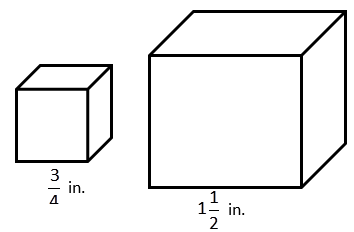 3/4 in.
1 1/2 in.